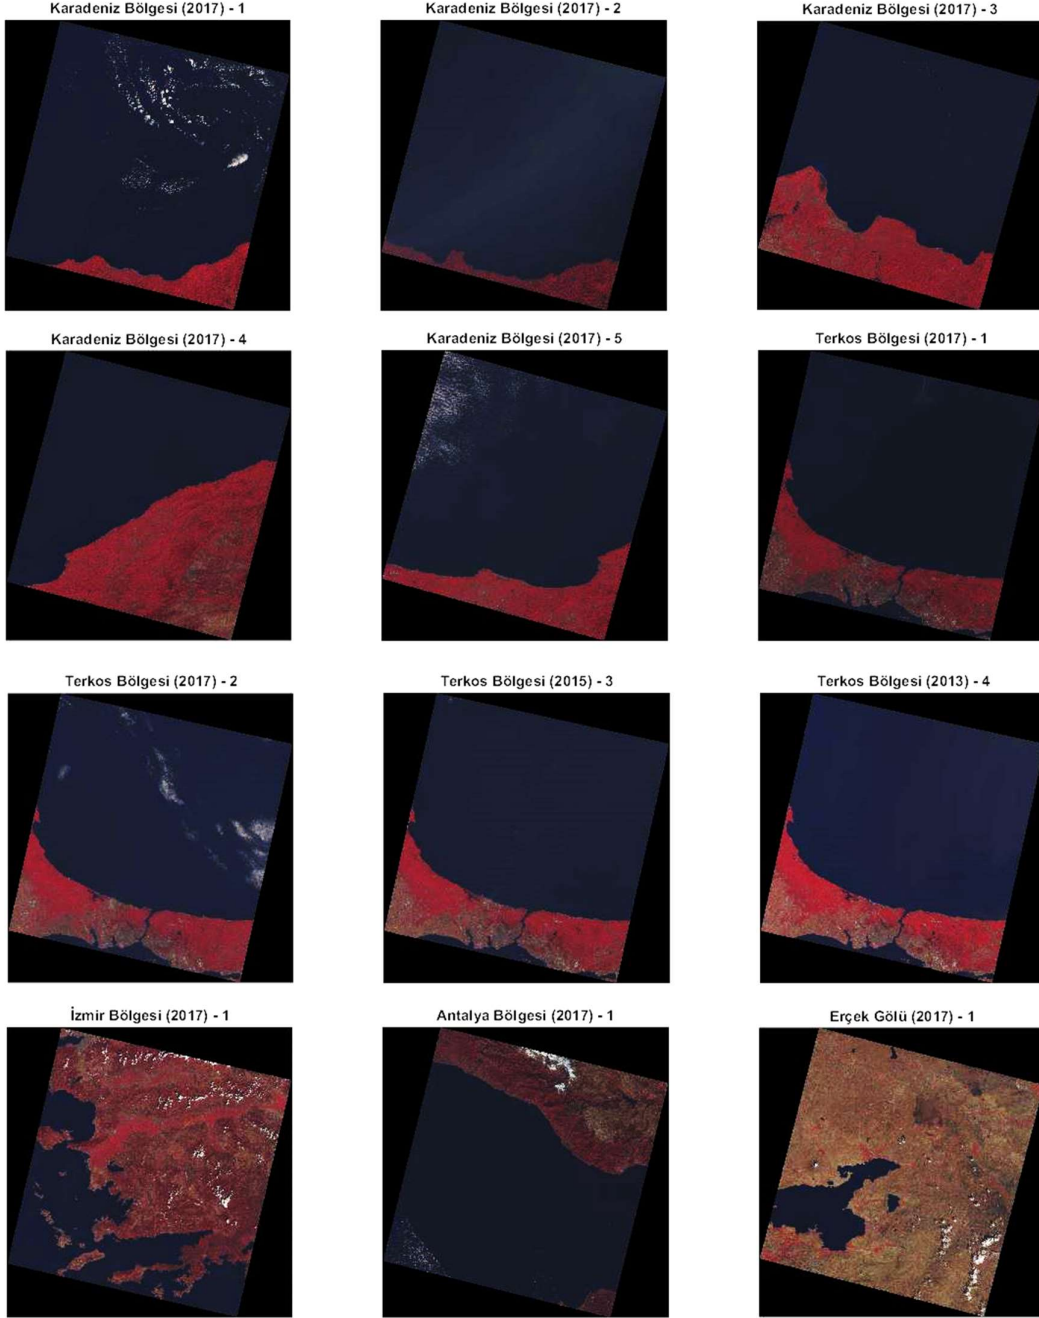 Karadeniz Bölgesi (2017) - 1
Karadeniz Bölgesi (2017) - 2
Karadeniz Bölgesi (2017) - 3
Karadeniz Bölgesi (2017) - 4
Karadeniz Bölgesi (2017) - 5
Terkos Bölgesi (2017) - 1
Terkos Bölgesi (2017) - 2
Terkos Bölgesi (2015) - 3
Terkos Bölgesi (2013) - 4
İzmir Bölgesi (2017) - 1
Antalya Bölgesi (2017) - 1
Erçek Gölü (2017) - 1